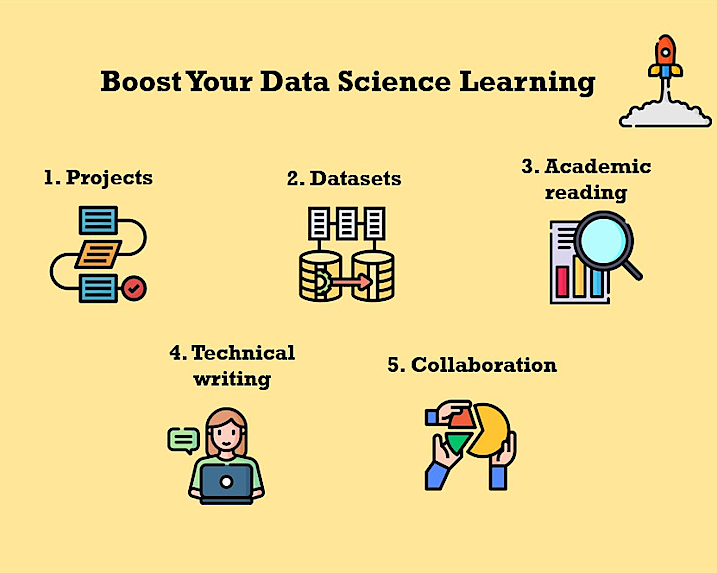 Boost Your Data Science Learning
1. Projects
2. Datasets
3. Academic
reading
4. Technical
writing
5. Collaboration